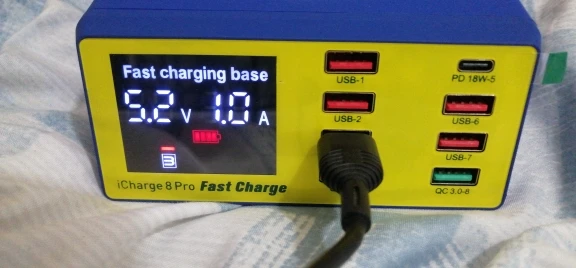 Fast charging base
5.2 V 1.0 A
3
iCharge 8 Pro Fast Charge
USB-1
USB-2
PD 18W-5
USB-6
USB-7
QC 3.0-8